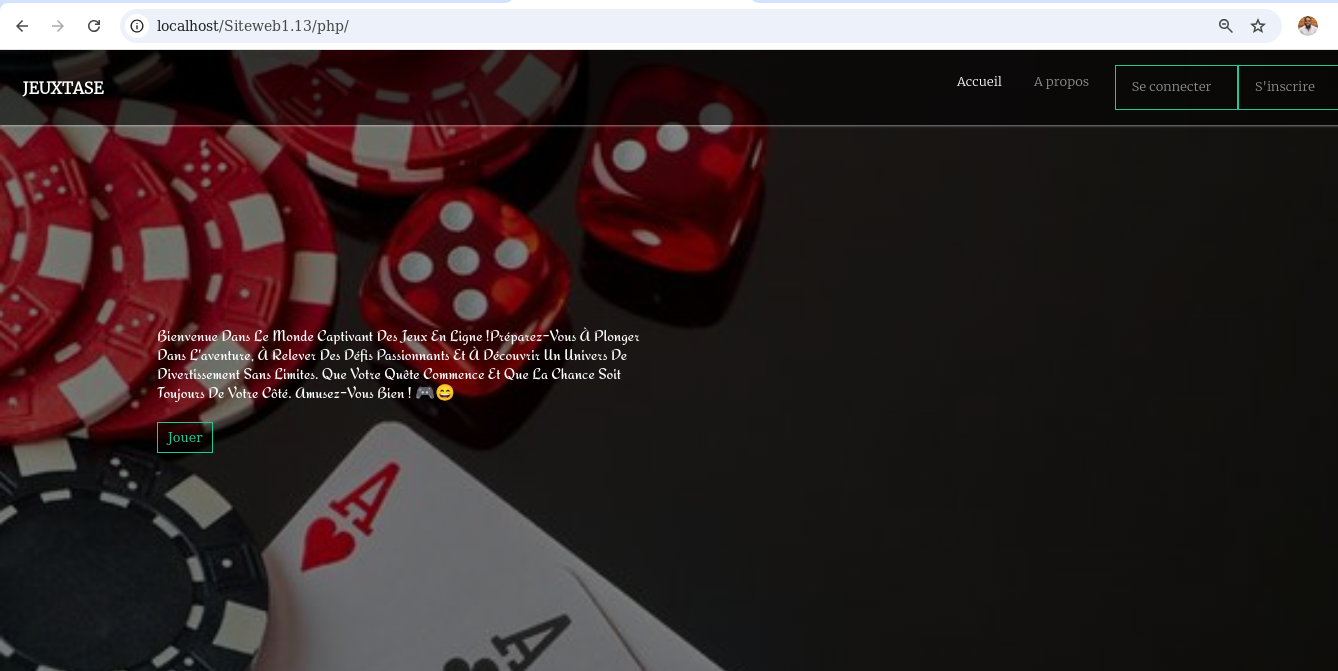 localhost/Siteweb1.13/php/
JEUXTASE
Accueil
A propos
Se connecter
S'inscrire
Bienvenue Dans Le Monde Captivant Des Jeux En Ligne !Préparez-Vous À Plonger
Dans L'aventure, À Relever Des Défis Passionnants Et À Découvrir Un Univers De
Divertissement Sans Limites. Que Votre Quête Commence Et Que La Chance Soit
Toujours De Votre Côté. Amusez-Vous Bien ! 🎮😄
Jouer
A
A